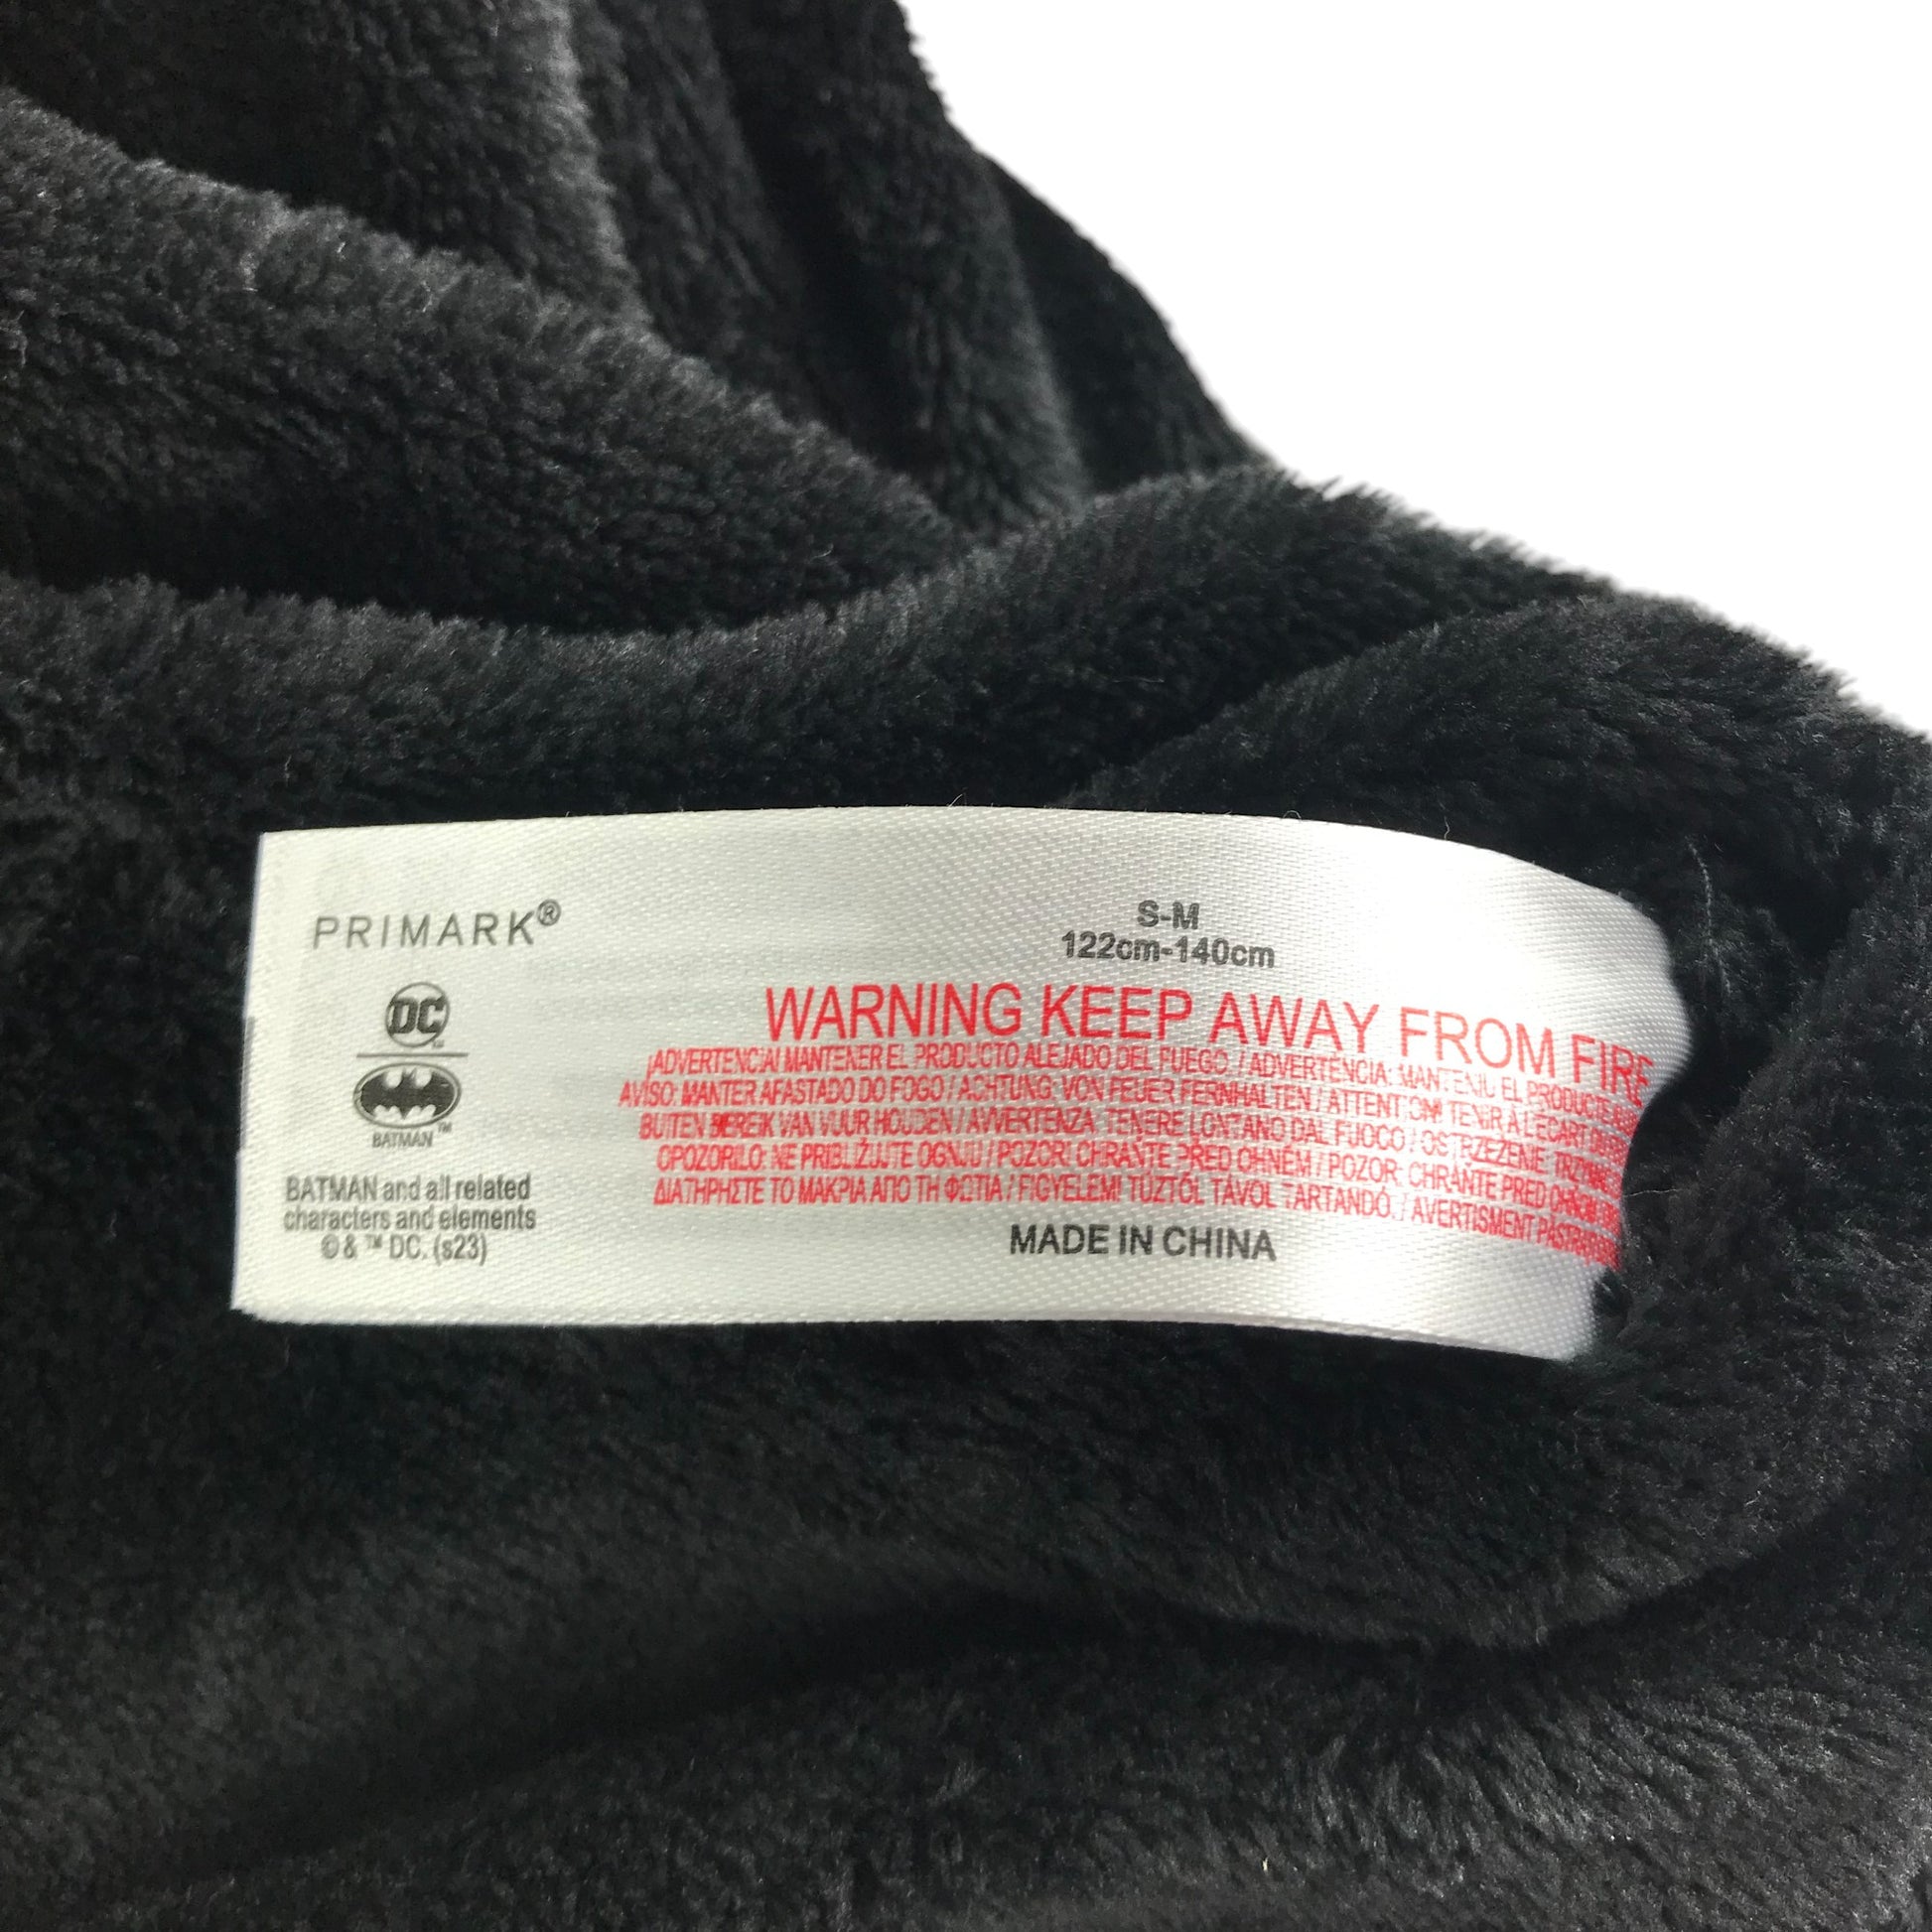 PRIMARK®
DC
BATMAN™
BATMAN and all related
characters and elements
© & ™ DC. (s23)
S-M
122cm-140cm
WARNING KEEP AWAY FROM FIRE
¡ADVERTENCIA! MANTENER EL PRODUCTO ALEJADO DEL FUEGO. / ADVERTÈNCIA: MANTENIU EL PRODUCTE
AVISO: MANTER AFASTADO DO FOGO / ACHTUNG: VON FEUER FERNHALTEN / ATTENTION! TENIR À L'ÉCART
BUITEN BEREIK VAN VUUR HOUDEN / AVVERTENZA: TENERE LONTANO DAL FUOCO / OSTRZEŻENIE:
OPOZORILO: NE PRIBLIŽUJTE OGNJU / POZOR! CHRAŇTE PŘED OHNĚM / POZOR: CHRÁŇTE PRED
ΔΙΑΤΗΡΗΣΤΕ ΤΟ ΜΑΚΡΙΑ ΑΠΟ ΤΗ ΦΩΤΙΑ / FIGYELEM! TŰZTŐL TÁVOL TARTANDÓ. / AVERTISMENT
MADE IN CHINA